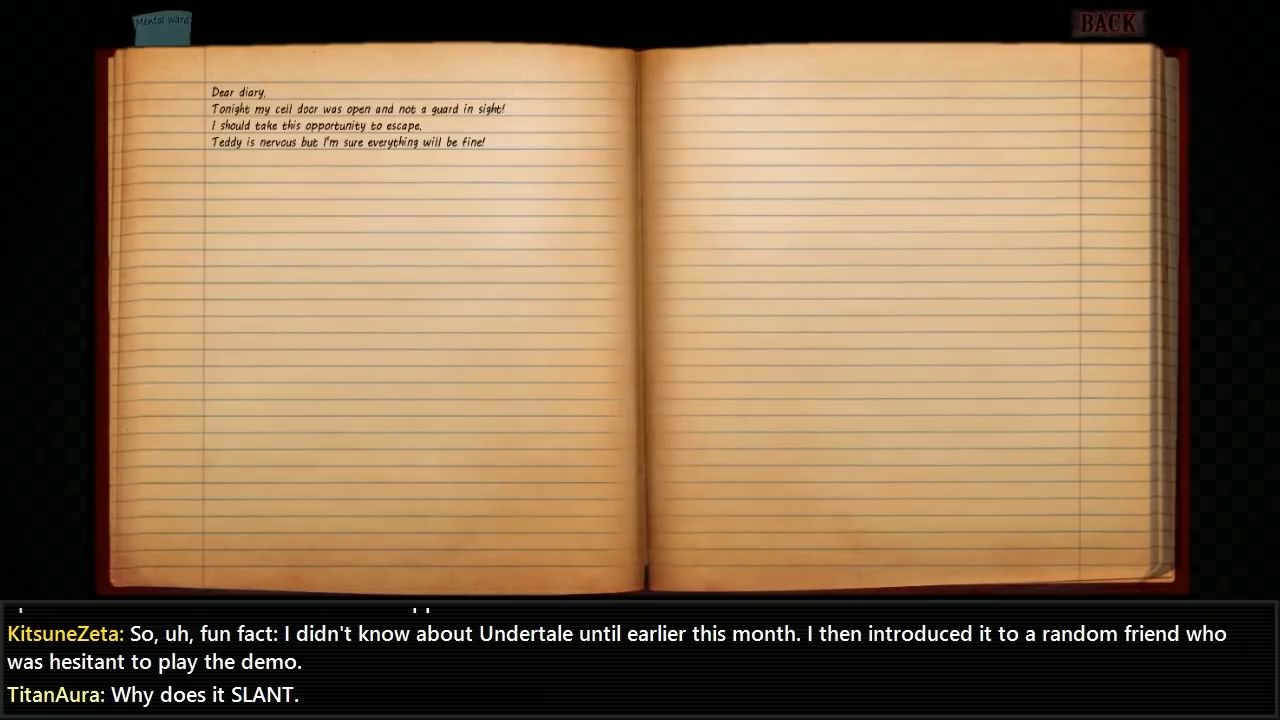 Mental ward
BACK
Dear diary,
Tonight my cell door was open and not a guard in sight!
I should take this opportunity to escape,
Teddy is nervous but I'm sure everything will be fine!
KitsuneZeta: So, uh, fun fact: I didn't know about Undertale until earlier this month. I then introduced it to a random friend who
was hesitant to play the demo.
TitanAura: Why does it SLANT.